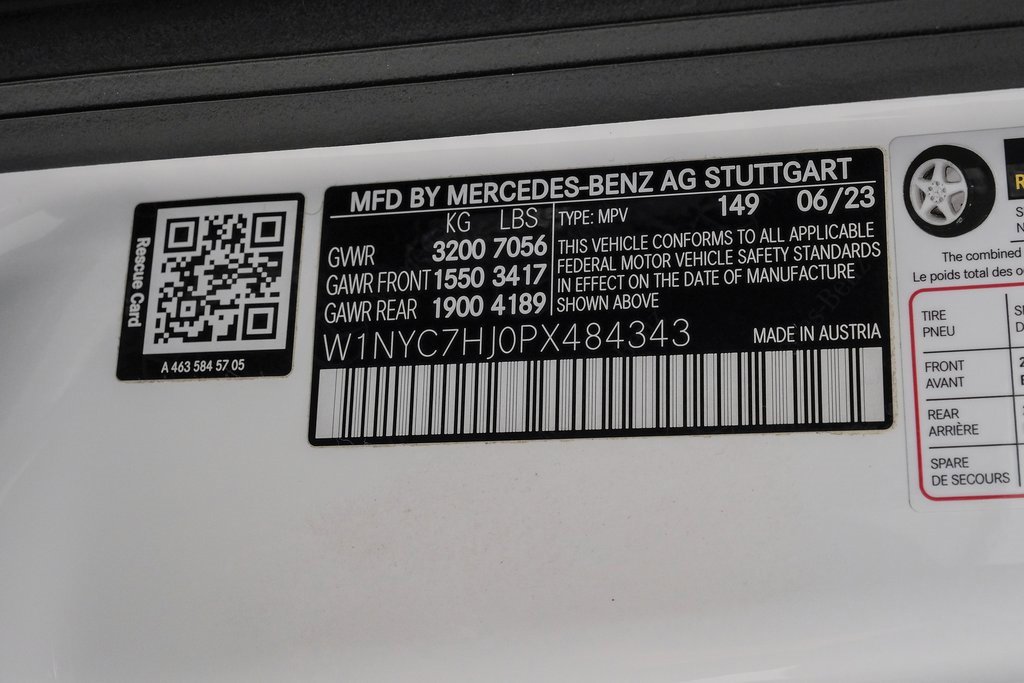 Rescue Card
A 463 584 57 05
MFD BY MERCEDES-BENZ AG STUTTGART
KG LBS
GVWR 3200 7056
GAWR FRONT 1550 3417
GAWR REAR 1900 4189
TYPE: MPV 149 06/23
THIS VEHICLE CONFORMS TO ALL APPLICABLE
FEDERAL MOTOR VEHICLE SAFETY STANDARDS
IN EFFECT ON THE DATE OF MANUFACTURE
SHOWN ABOVE
W1NYC7HJ0PX484343
MADE IN AUSTRIA
The combined
Le poids total des
TIRE
PNEU
FRONT
AVANT
REAR
ARRIÈRE
SPARE
DE SECOURS